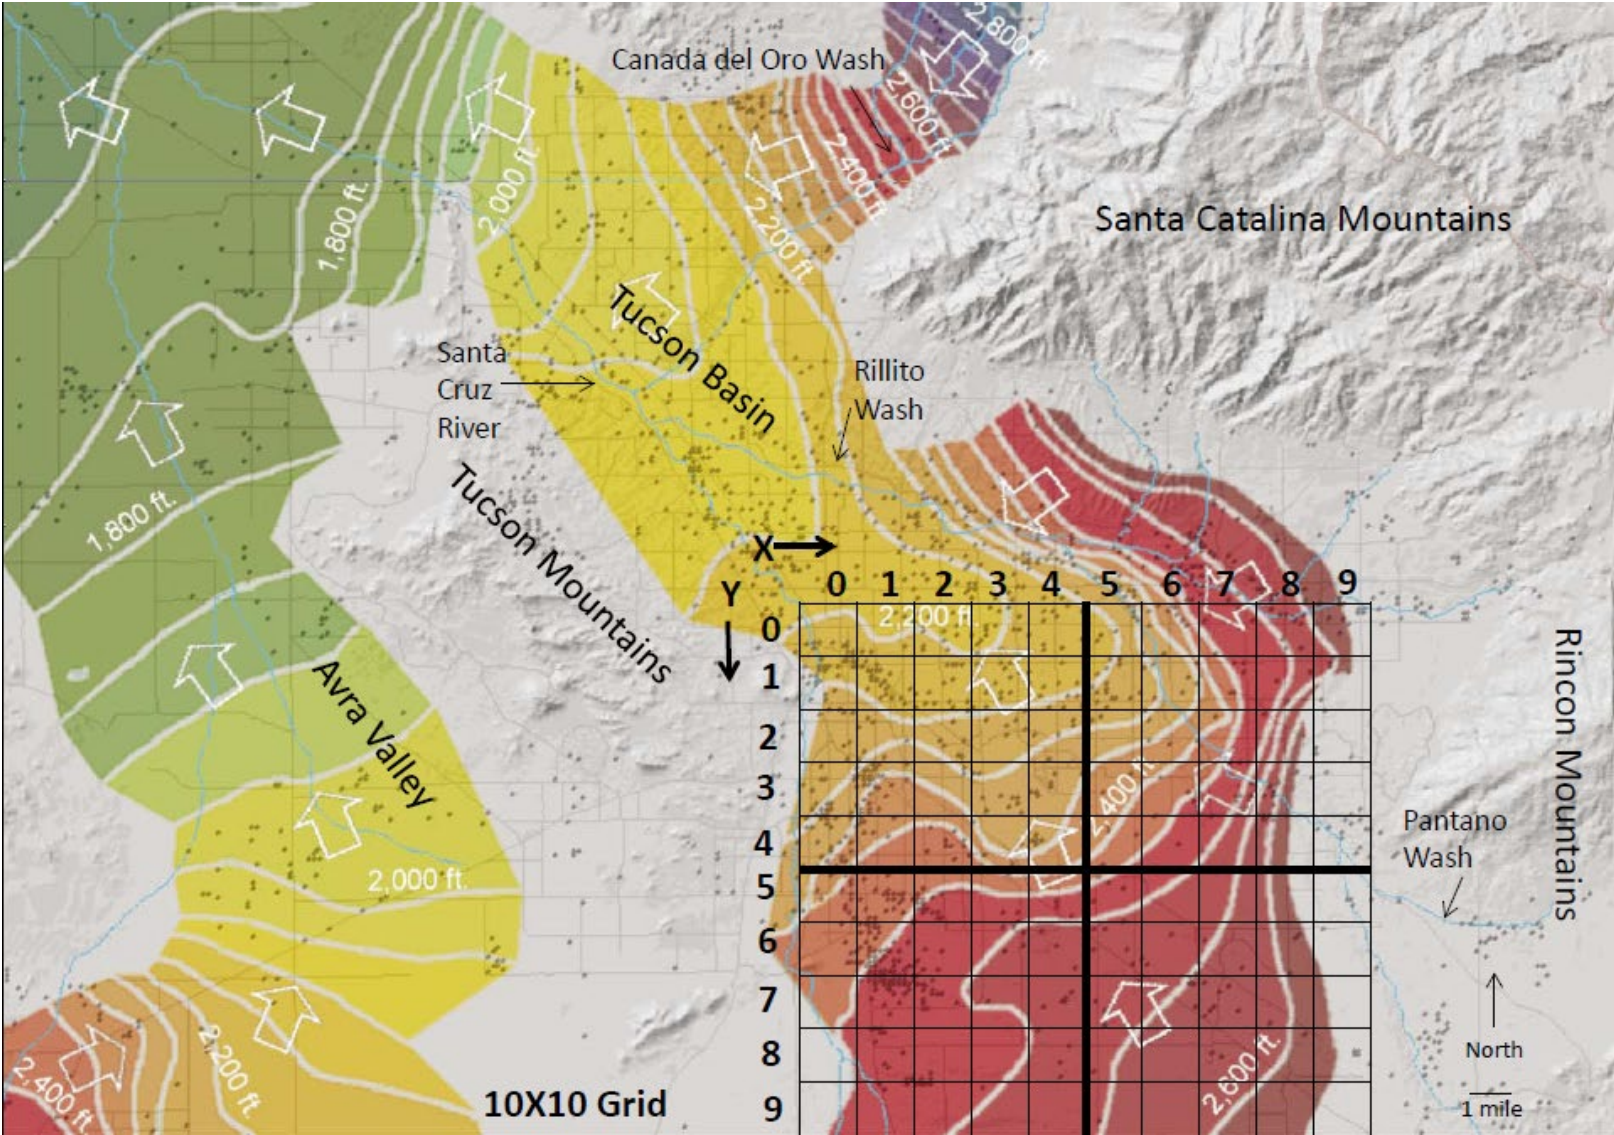 2,800 ft.
Canada del Oro Wash
2,600 ft.
2,400 ft.
2,000 ft.
1,800 ft.
2,200 ft.
Santa Catalina Mountains
Tucson Basin
Santa
Cruz
River
Rillito
Wash
1,800 ft.
Tucson Mountains
X
Y
0 1 2 3 4 5 6 7 8 9
0
1
2
3
4
5
6
7
8
9
2,200 ft.
Avra Valley
Rincon Mountains
2,400 ft.
Pantano
Wash
2,000 ft.
2,200 ft.
2,400 ft.
2,600 ft.
North
1 mile
10X10 Grid